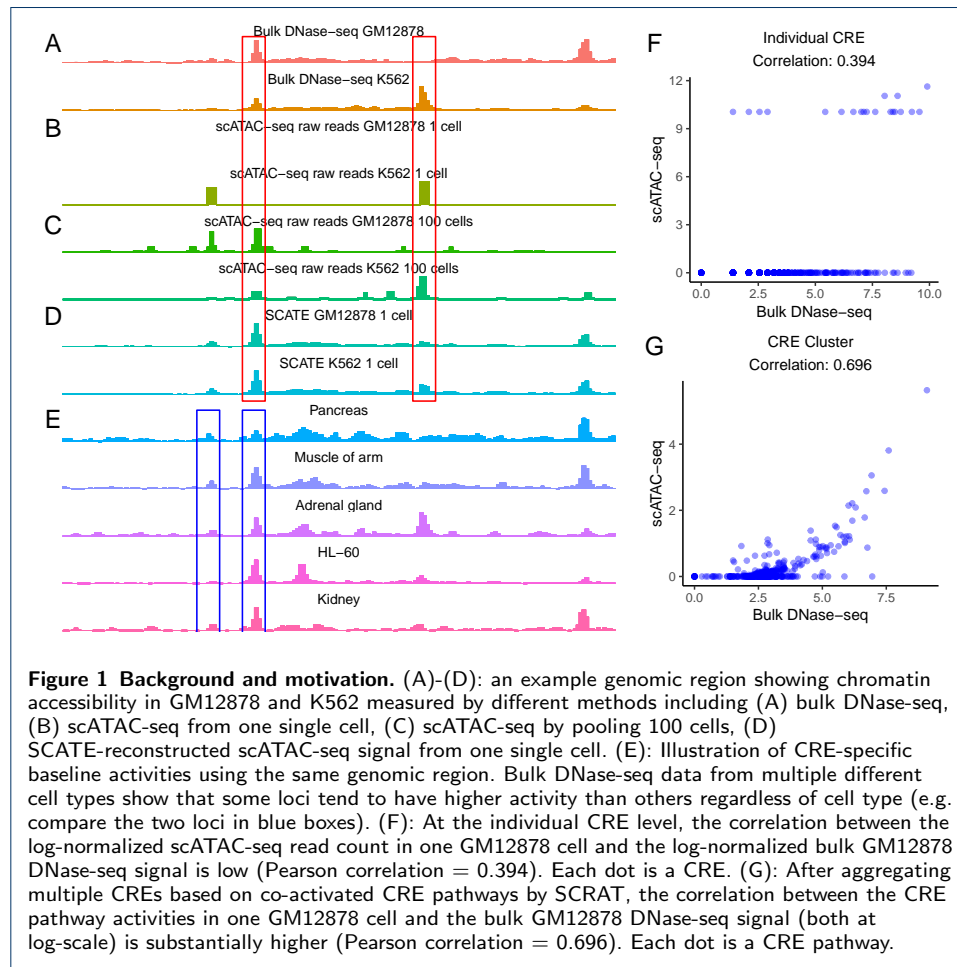 A
Bulk DNase−seq GM12878
Bulk DNase−seq K562
B
scATAC−seq raw reads GM12878 1 cell
scATAC−seq raw reads K562 1 cell
C
scATAC−seq raw reads GM12878 100 cells
scATAC−seq raw reads K562 100 cells
D
SCATE GM12878 1 cell
SCATE K562 1 cell
E
Pancreas
Muscle of arm
Adrenal gland
HL−60
Kidney
F
Individual CRE
Correlation: 0.394
scATAC−seq
12
9
6
3
0
0.0 2.5 5.0 7.5 10.0
Bulk DNase−seq
G
CRE Cluster
Correlation: 0.696
scATAC−seq
4
2
0
0.0 2.5 5.0 7.5
Bulk DNase−seq
Figure 1 Background and motivation. (A)-(D): an example genomic region showing chromatin
accessibility in GM12878 and K562 measured by different methods including (A) bulk DNase-seq,
(B) scATAC-seq from one single cell, (C) scATAC-seq by pooling 100 cells, (D)
SCATE-reconstructed scATAC-seq signal from one single cell. (E): Illustration of CRE-specific
baseline activities using the same genomic region. Bulk DNase-seq data from multiple different
cell types show that some loci tend to have higher activity than others regardless of cell type (e.g.
compare the two loci in blue boxes). (F): At the individual CRE level, the correlation between the
log-normalized scATAC-seq read count in one GM12878 cell and the log-normalized bulk GM12878
DNase-seq signal is low (Pearson correlation = 0.394). Each dot is a CRE. (G): After aggregating
multiple CREs based on co-activated CRE pathways by SCRAT, the correlation between the CRE
pathway activities in one GM12878 cell and the bulk GM12878 DNase-seq signal (both at
log-scale) is substantially higher (Pearson correlation = 0.696). Each dot is a CRE pathway.